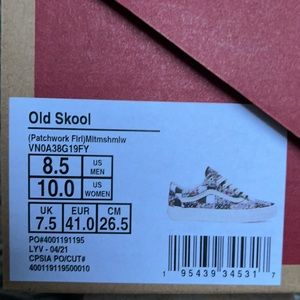 Old Skool
(Patchwork Flrl)Mltmshmlw
VN0A38G19FY
8.5 US MEN
10.0 US WOMEN
UK EUR CM
7.5 41.0 26.5
PO#4001191195
LYV - 04/21
CPSIA PO/CUT#
400119119500010
1 95439 34531 7